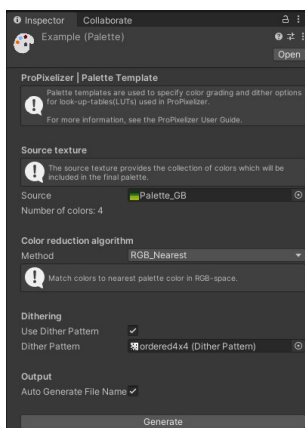 Inspector
Collaborate
Example (Palette)
Open
ProPixelizer | Palette Template
Palette templates are used to specify color grading and dither options
for look-up-tables(LUTs) used in ProPixelizer.
For more information, see the ProPixelizer User Guide.
Source texture
The source texture provides the collection of colors which will be
included in the final palette.
Source
Palette_GB
Number of colors: 4
Color reduction algorithm
Method
RGB_Nearest
Match colors to nearest palette color in RGB-space.
Dithering
Use Dither Pattern
Dither Pattern
ordered4x4 (Dither Pattern)
Output
Auto Generate File Name
Generate